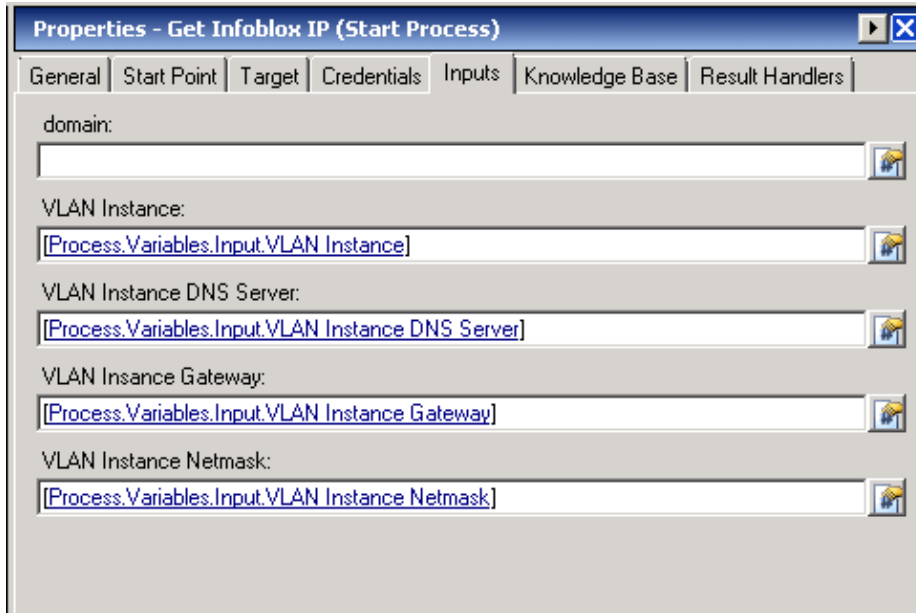 Properties - Get Infoblox IP (Start Process)
General Start Point Target Credentials Inputs Knowledge Base Result Handlers
domain:
VLAN Instance:
[Process.Variables.Input.VLAN Instance]
VLAN Instance DNS Server:
[Process.Variables.Input.VLAN Instance DNS Server]
VLAN Insance Gateway:
[Process.Variables.Input.VLAN Instance Gateway]
VLAN Instance Netmask:
[Process.Variables.Input.VLAN Instance Netmask]